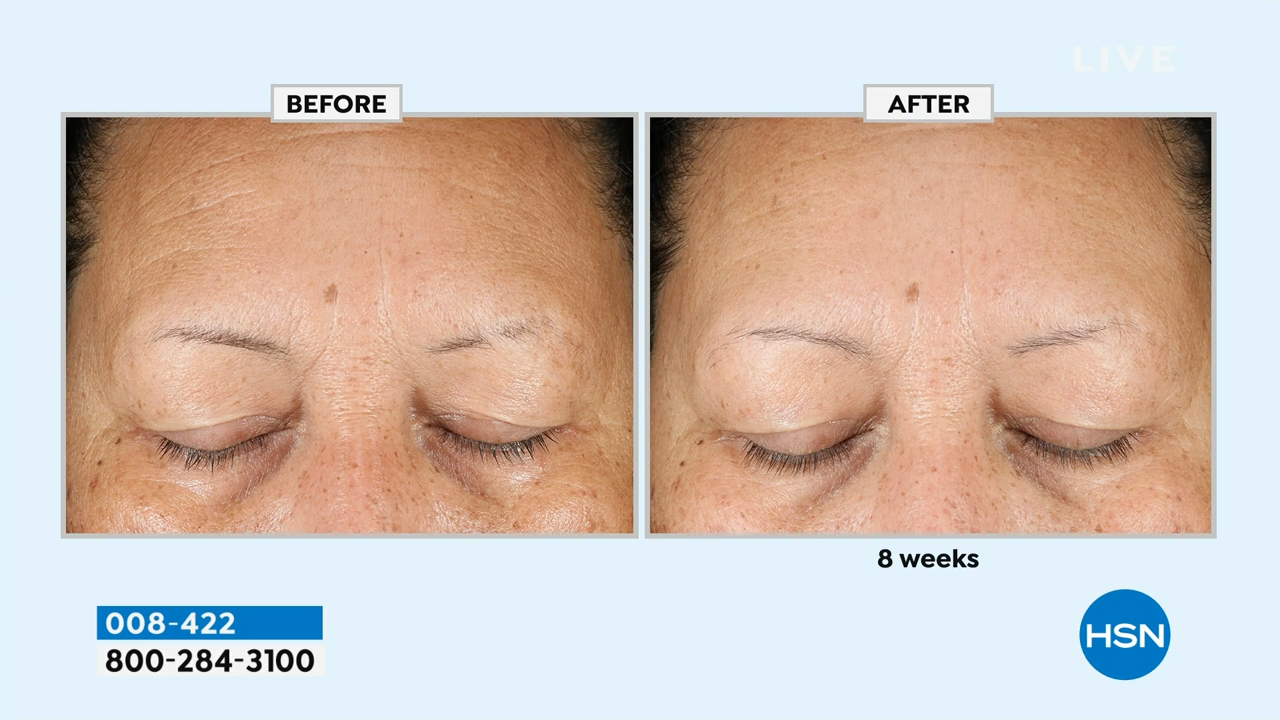 LIVE
BEFORE
AFTER
8 weeks
008-422
800-284-3100
HSN